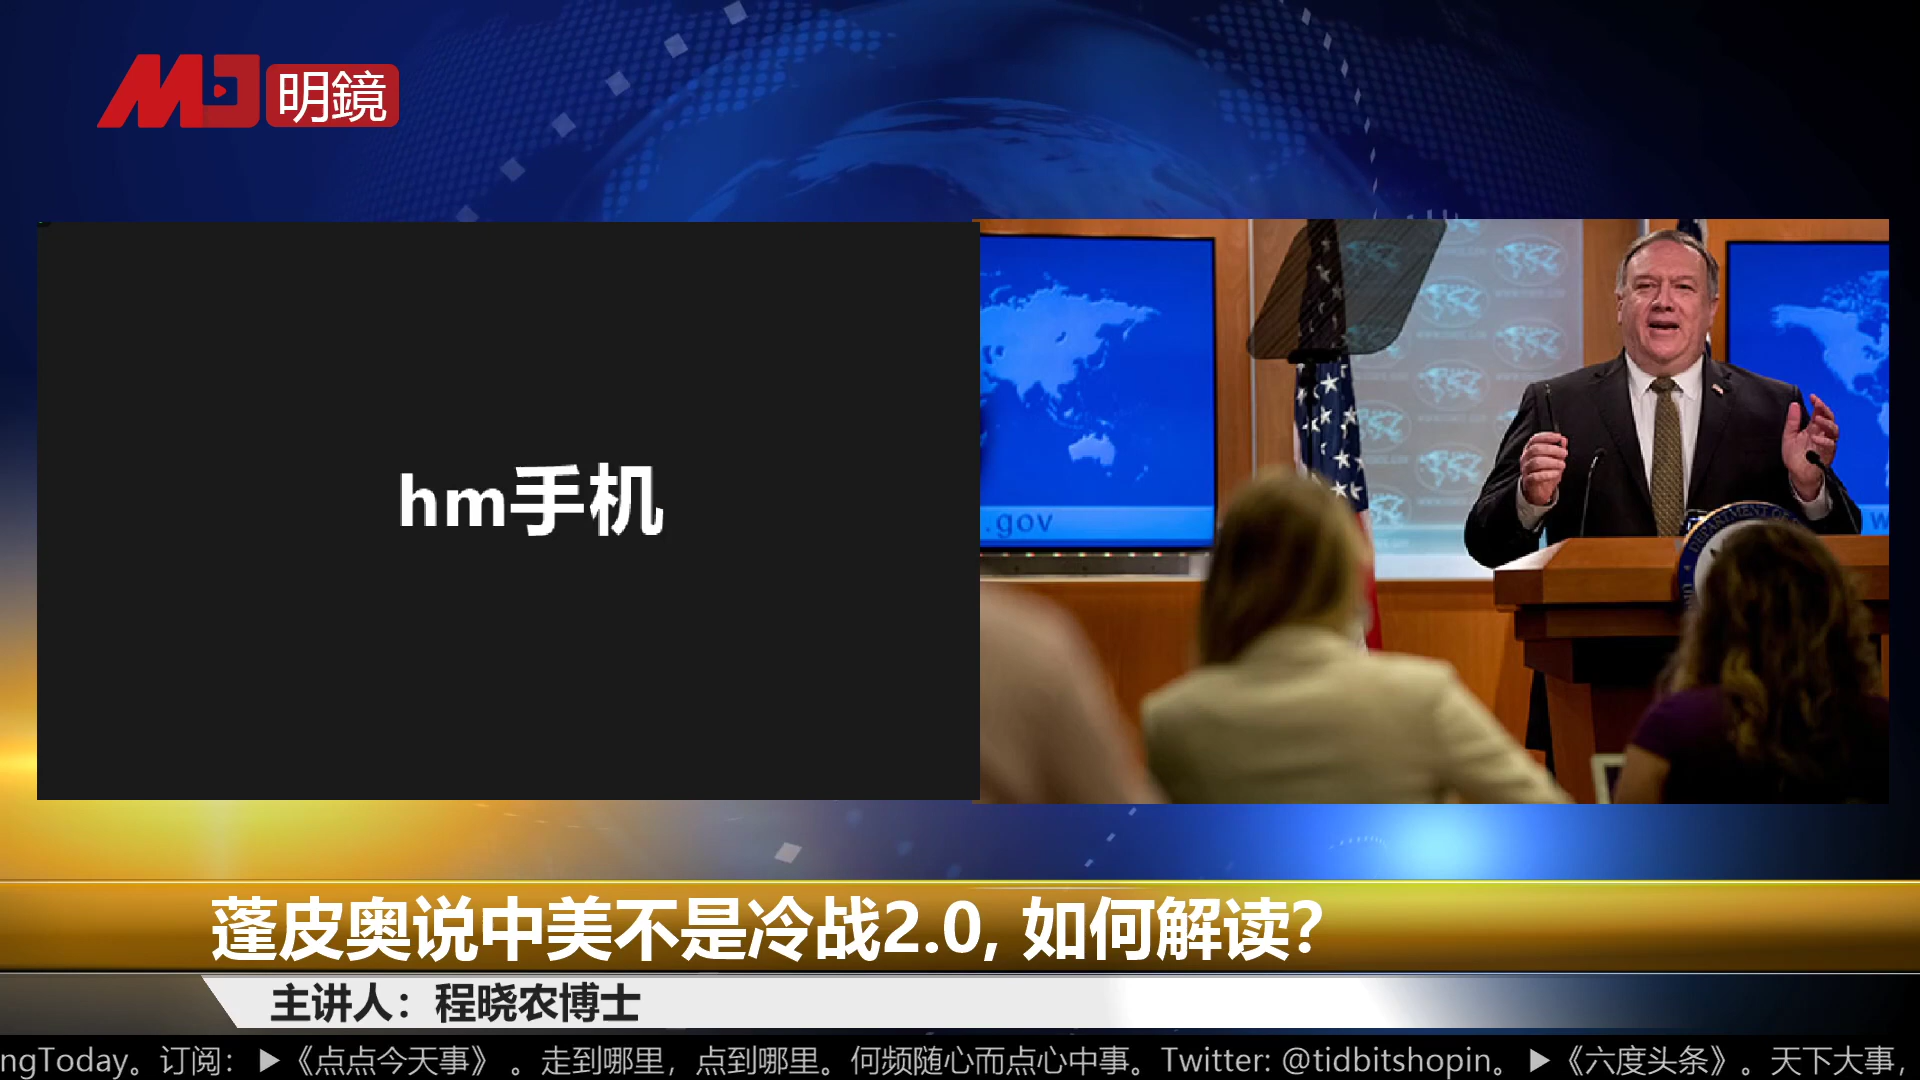 明鏡
hm手机
.gov
DEPARTMENT OF
蓬皮奥说中美不是冷战2.0, 如何解读?
主讲人：程晓农博士
ngToday。订阅：▶《点点今天事》 。走到哪里，点到哪里。何频随心而点心中事。Twitter: @tidbitshopin。▶《六度头条》。天下大事，